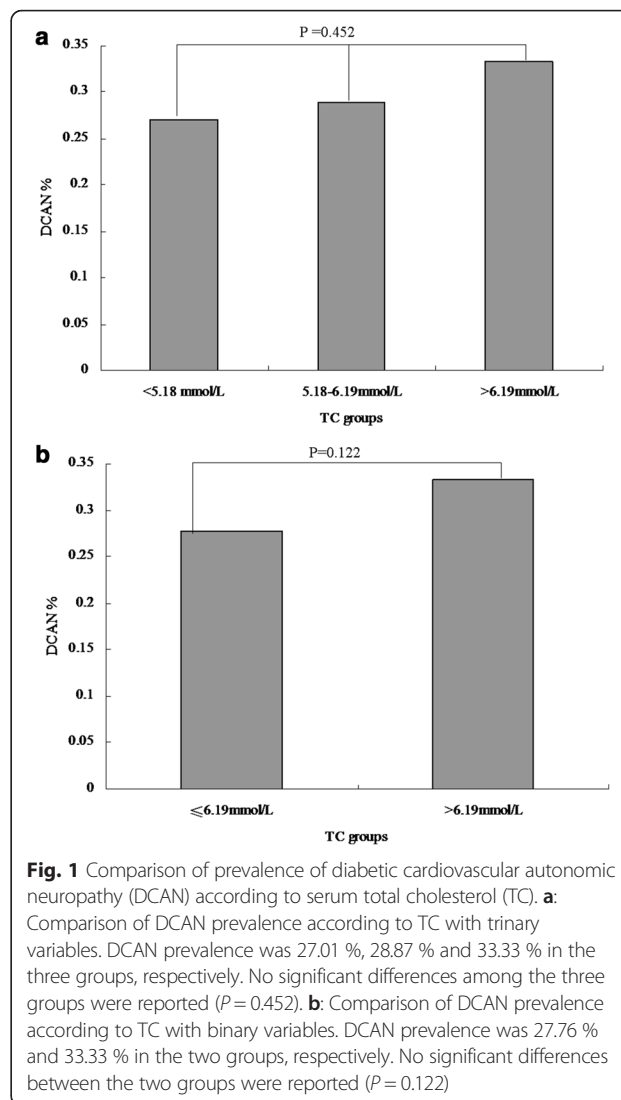 a
P =0.452
0.35
0.3
0.25
0.2
0.15
0.1
0.05
0
DCAN %
<5.18 mmol/L 5.18-6.19mmol/L >6.19mmol/L
TC groups
b
P=0.122
0.35
0.3
0.25
0.2
0.15
0.1
0.05
0
DCAN %
≤6.19mmol/L >6.19mmol/L
TC groups
Fig. 1 Comparison of prevalence of diabetic cardiovascular autonomic
neuropathy (DCAN) according to serum total cholesterol (TC). a:
Comparison of DCAN prevalence according to TC with trinary
variables. DCAN prevalence was 27.01 %, 28.87 % and 33.33 % in the
three groups, respectively. No significant differences among the three
groups were reported (P = 0.452). b: Comparison of DCAN prevalence
according to TC with binary variables. DCAN prevalence was 27.76 %
and 33.33 % in the two groups, respectively. No significant differences
between the two groups were reported (P = 0.122)